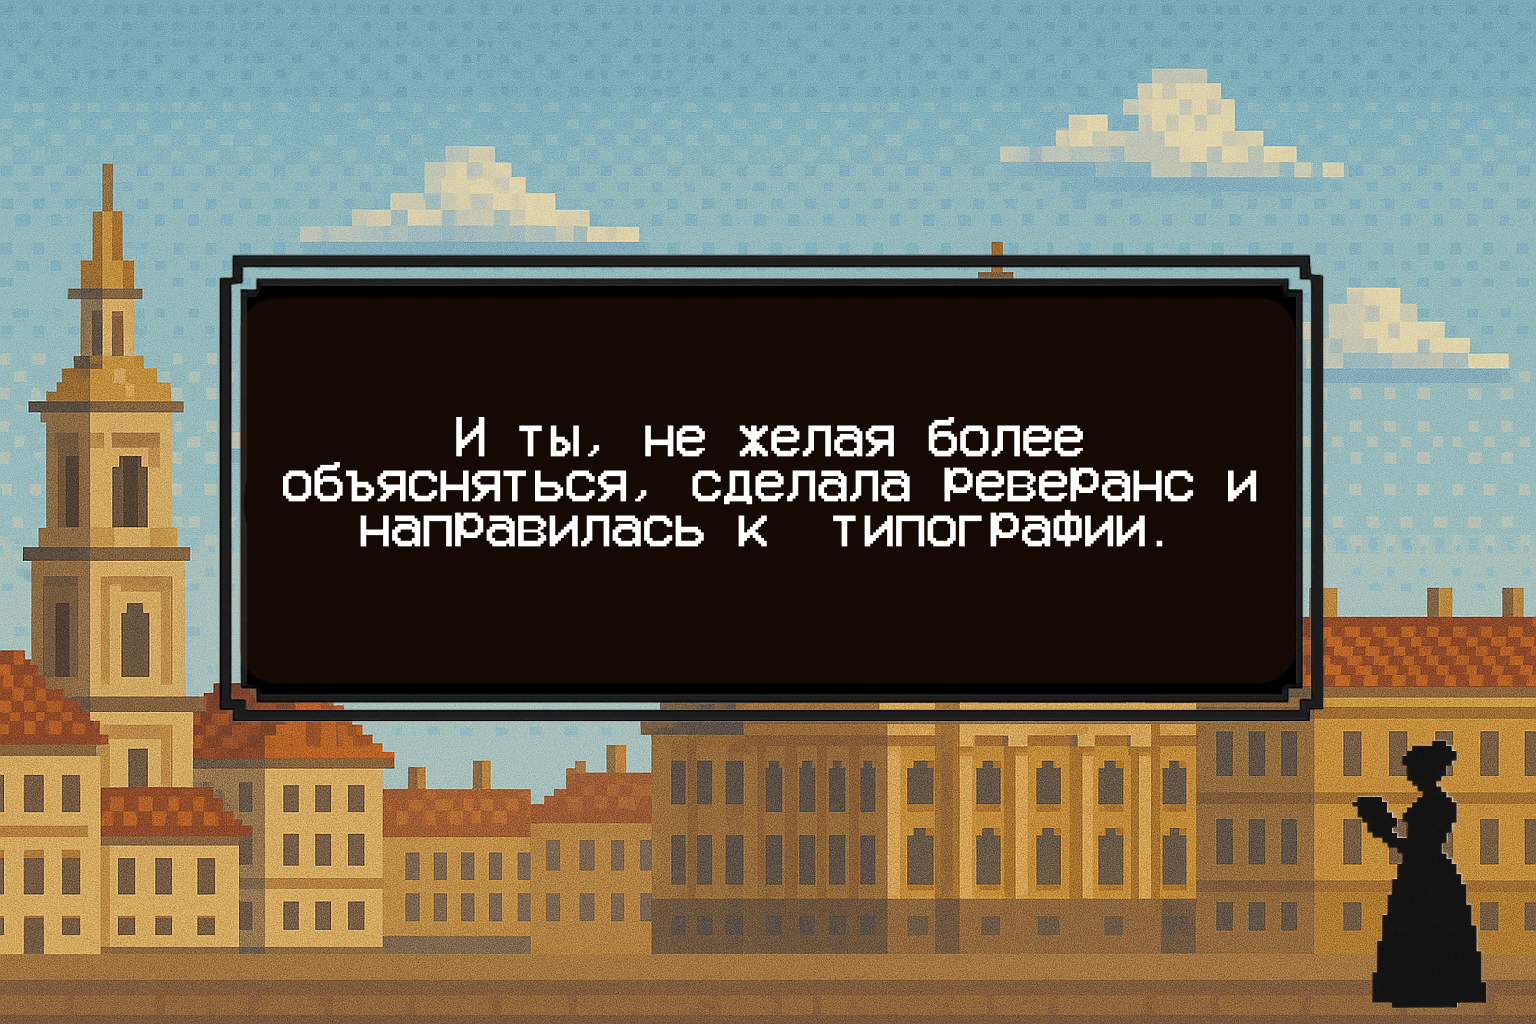 И ты, не желая более
объясняться, сделала реверанс и
направилась к типографии.